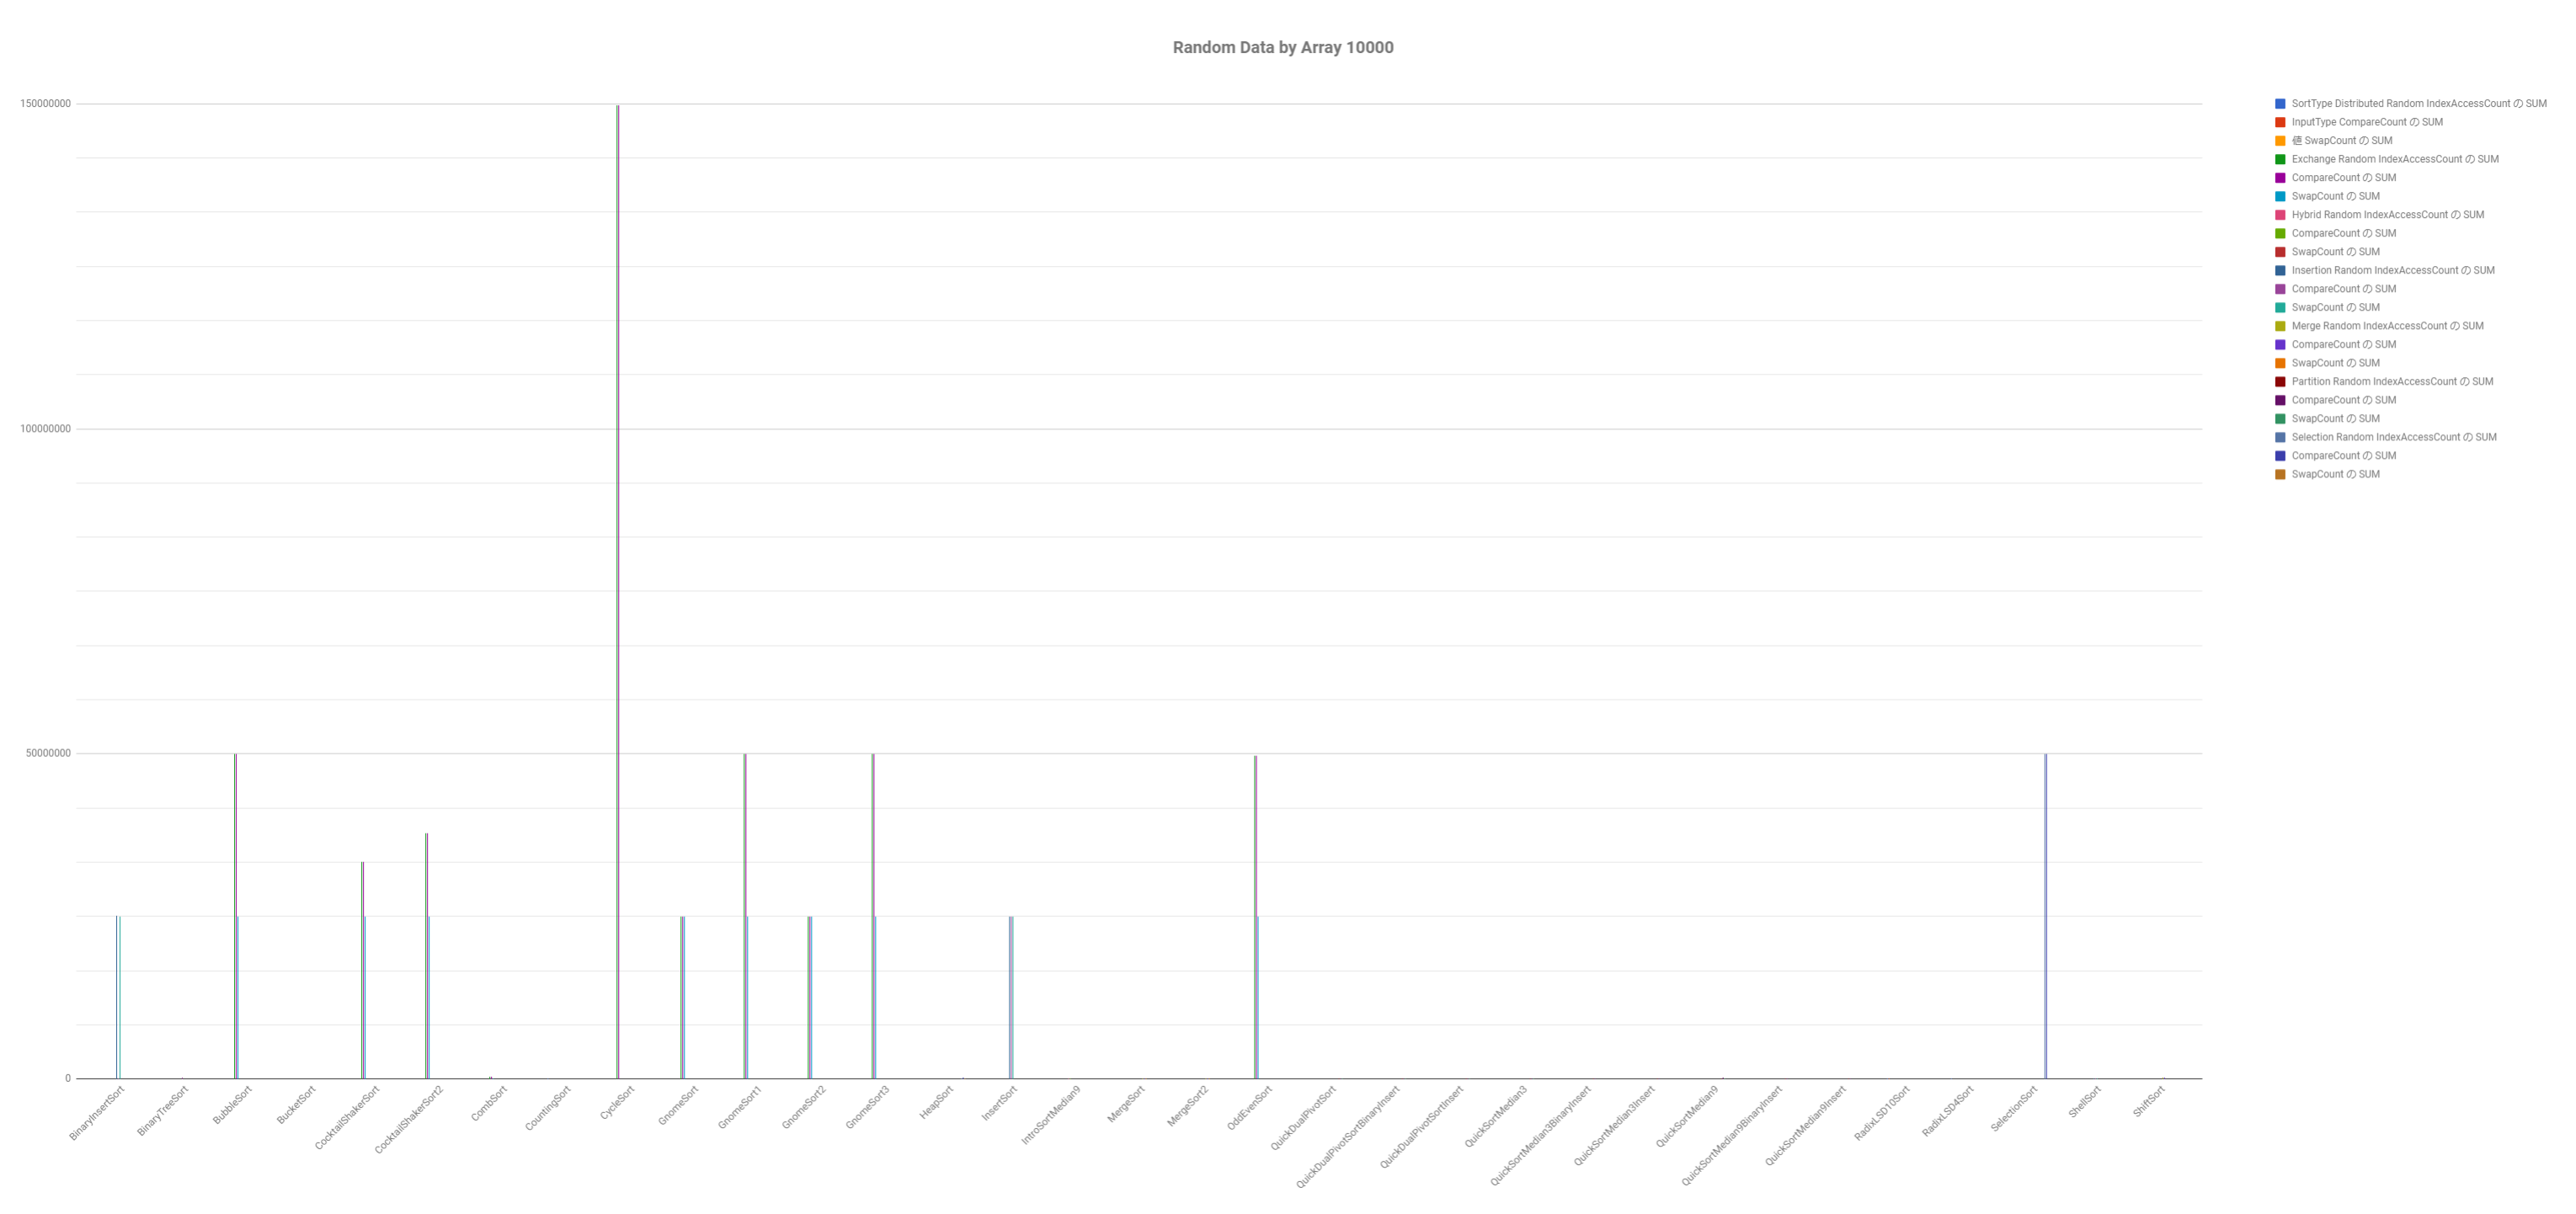 Random Data by Array 10000
150000000
100000000
50000000
0
BinaryInsertSort
BinaryTreeSort
BubbleSort
BucketSort
CocktailShakerSort
CocktailShakerSort2
CombSort
CountingSort
CycleSort
GnomeSort
GnomeSort1
GnomeSort2
GnomeSort3
HeapSort
InsertSort
IntroSortMedian9
MergeSort
MergeSort2
OddEvenSort
QuickDualPivotSort
QuickDualPivotSortBinaryInsert
QuickDualPivotSortInsert
QuickSortMedian3
QuickSortMedian3BinaryInsert
QuickSortMedian3Insert
QuickSortMedian9
QuickSortMedian9BinaryInsert
QuickSortMedian9Insert
RadixLSD10Sort
RadixLSD4Sort
SelectionSort
ShellSort
ShiftSort
SortType Distributed Random IndexAccessCount の SUM
InputType CompareCount の SUM
値 SwapCount の SUM
Exchange Random IndexAccessCount の SUM
CompareCount の SUM
SwapCount の SUM
Hybrid Random IndexAccessCount の SUM
CompareCount の SUM
SwapCount の SUM
Insertion Random IndexAccessCount の SUM
CompareCount の SUM
SwapCount の SUM
Merge Random IndexAccessCount の SUM
CompareCount の SUM
SwapCount の SUM
Partition Random IndexAccessCount の SUM
CompareCount の SUM
SwapCount の SUM
Selection Random IndexAccessCount の SUM
CompareCount の SUM
SwapCount の SUM